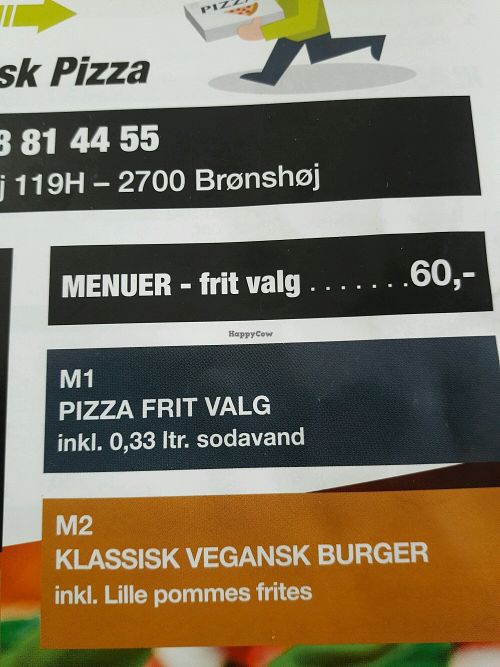 PIZZA
sk Pizza
8 81 44 55
j 119H – 2700 Brønshøj
MENUER - frit valg . . . . . . . 60,-
HappyCow
M1
PIZZA FRIT VALG
inkl. 0,33 ltr. sodavand
M2
KLASSISK VEGANSK BURGER
inkl. Lille pommes frites